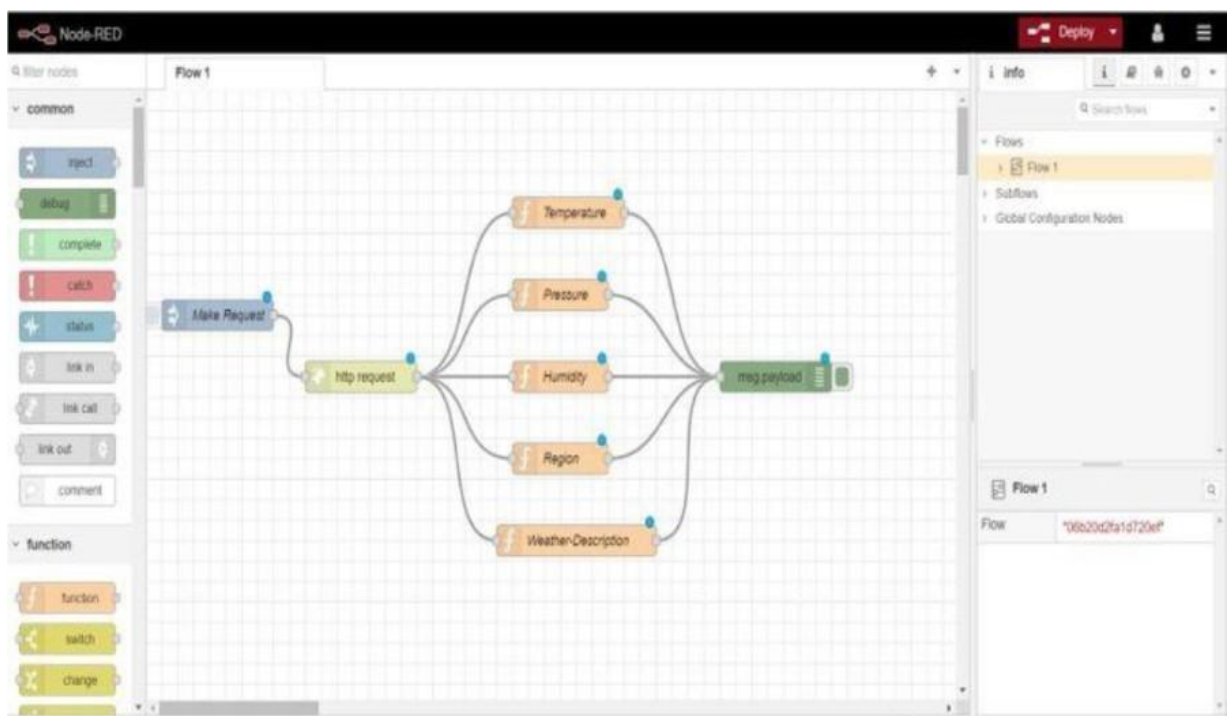 Node-RED
Deploy
filter nodes
Flow 1
info
Search flows
common
inject
debug
complete
catch
status
link in
link call
link out
comment
function
function
switch
change
Make Request
http request
Temperature
Pressure
Humidity
Region
Weather-Description
msg.payload
Flows
Flow 1
Subflows
Global Configuration Nodes
Flow 1
Flow "06b20d2fa1d720ef"